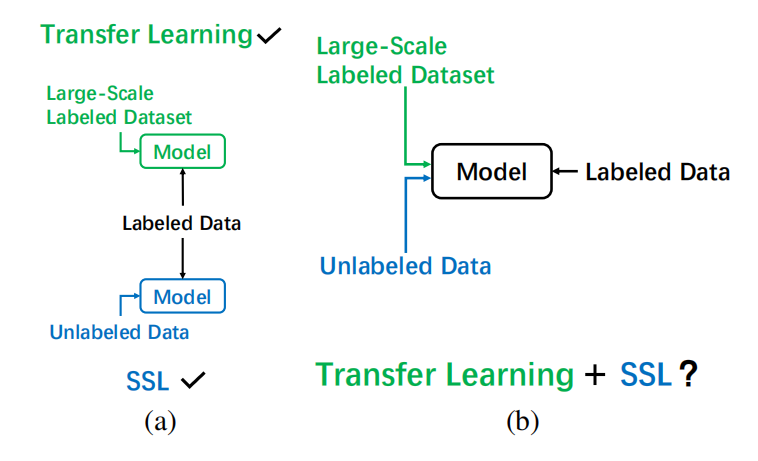 Transfer Learning ✓
Large-Scale
Labeled Dataset
Model
Labeled Data
Model
Unlabeled Data
SSL ✓
(a)
Large-Scale
Labeled Dataset
Model
Labeled Data
Unlabeled Data
Transfer Learning + SSL ?
(b)